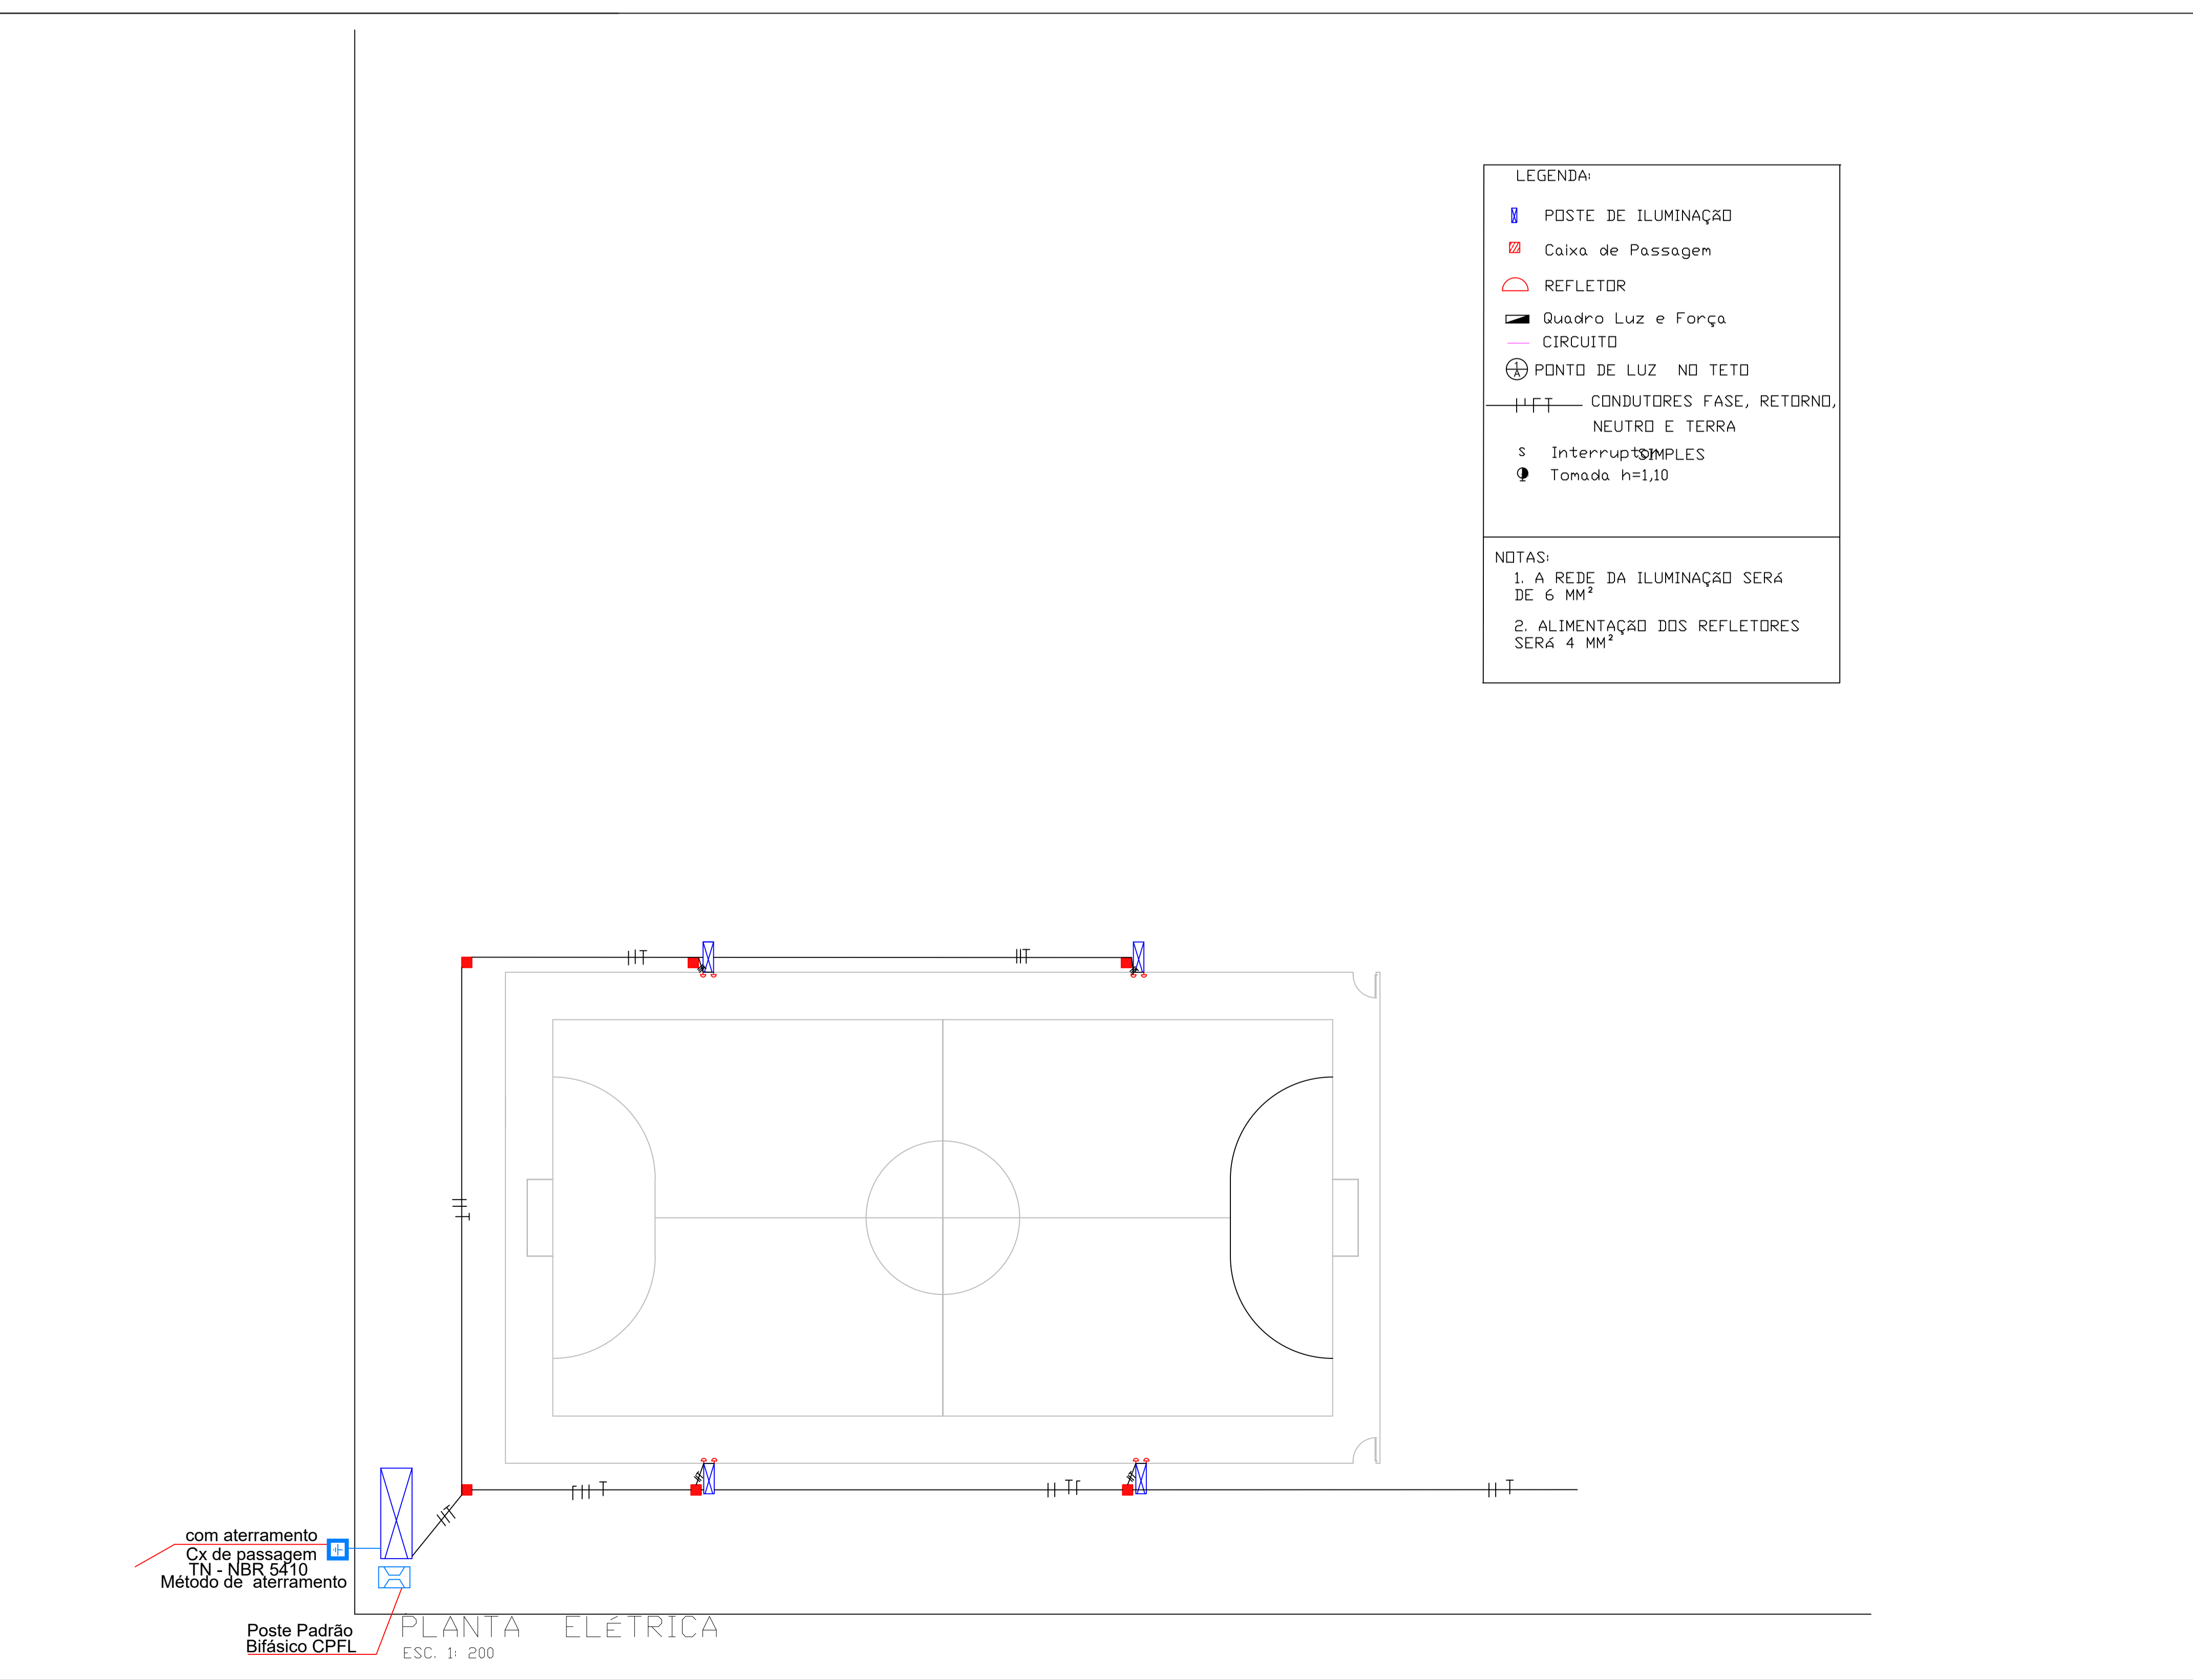 LEGENDA:
POSTE DE ILUMINAÇÃO
Caixa de Passagem
REFLETOR
Quadro Luz e Força
CIRCUITO
1
A
PONTO DE LUZ NO TETO
CONDUTORES FASE, RETORNO,
NEUTRO E TERRA
S Interruptor SIMPLES
Tomada h=1,10
NOTAS:
1. A REDE DA ILUMINAÇÃO SERÁ
DE 6 MM²
2. ALIMENTAÇÃO DOS REFLETORES
SERÁ 4 MM²
com aterramento
Cx de passagem
TN - NBR 5410
Método de aterramento
Poste Padrão
Bifásico CPFL
PLANTA ELÉTRICA
ESC. 1: 200